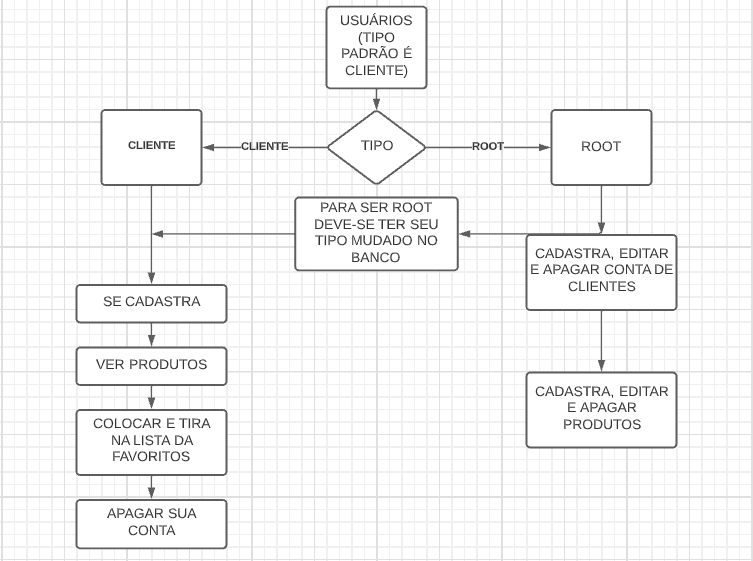 USUÁRIOS
(TIPO
PADRÃO É
CLIENTE)
CLIENTE
CLIENTE
TIPO
ROOT
ROOT
PARA SER ROOT
DEVE-SE TER SEU
TIPO MUDADO NO
BANCO
CADASTRA, EDITAR
E APAGAR CONTA DE
CLIENTES
SE CADASTRA
VER PRODUTOS
CADASTRA, EDITAR
E APAGAR
PRODUTOS
COLOCAR E TIRA
NA LISTA DA
FAVORITOS
APAGAR SUA
CONTA